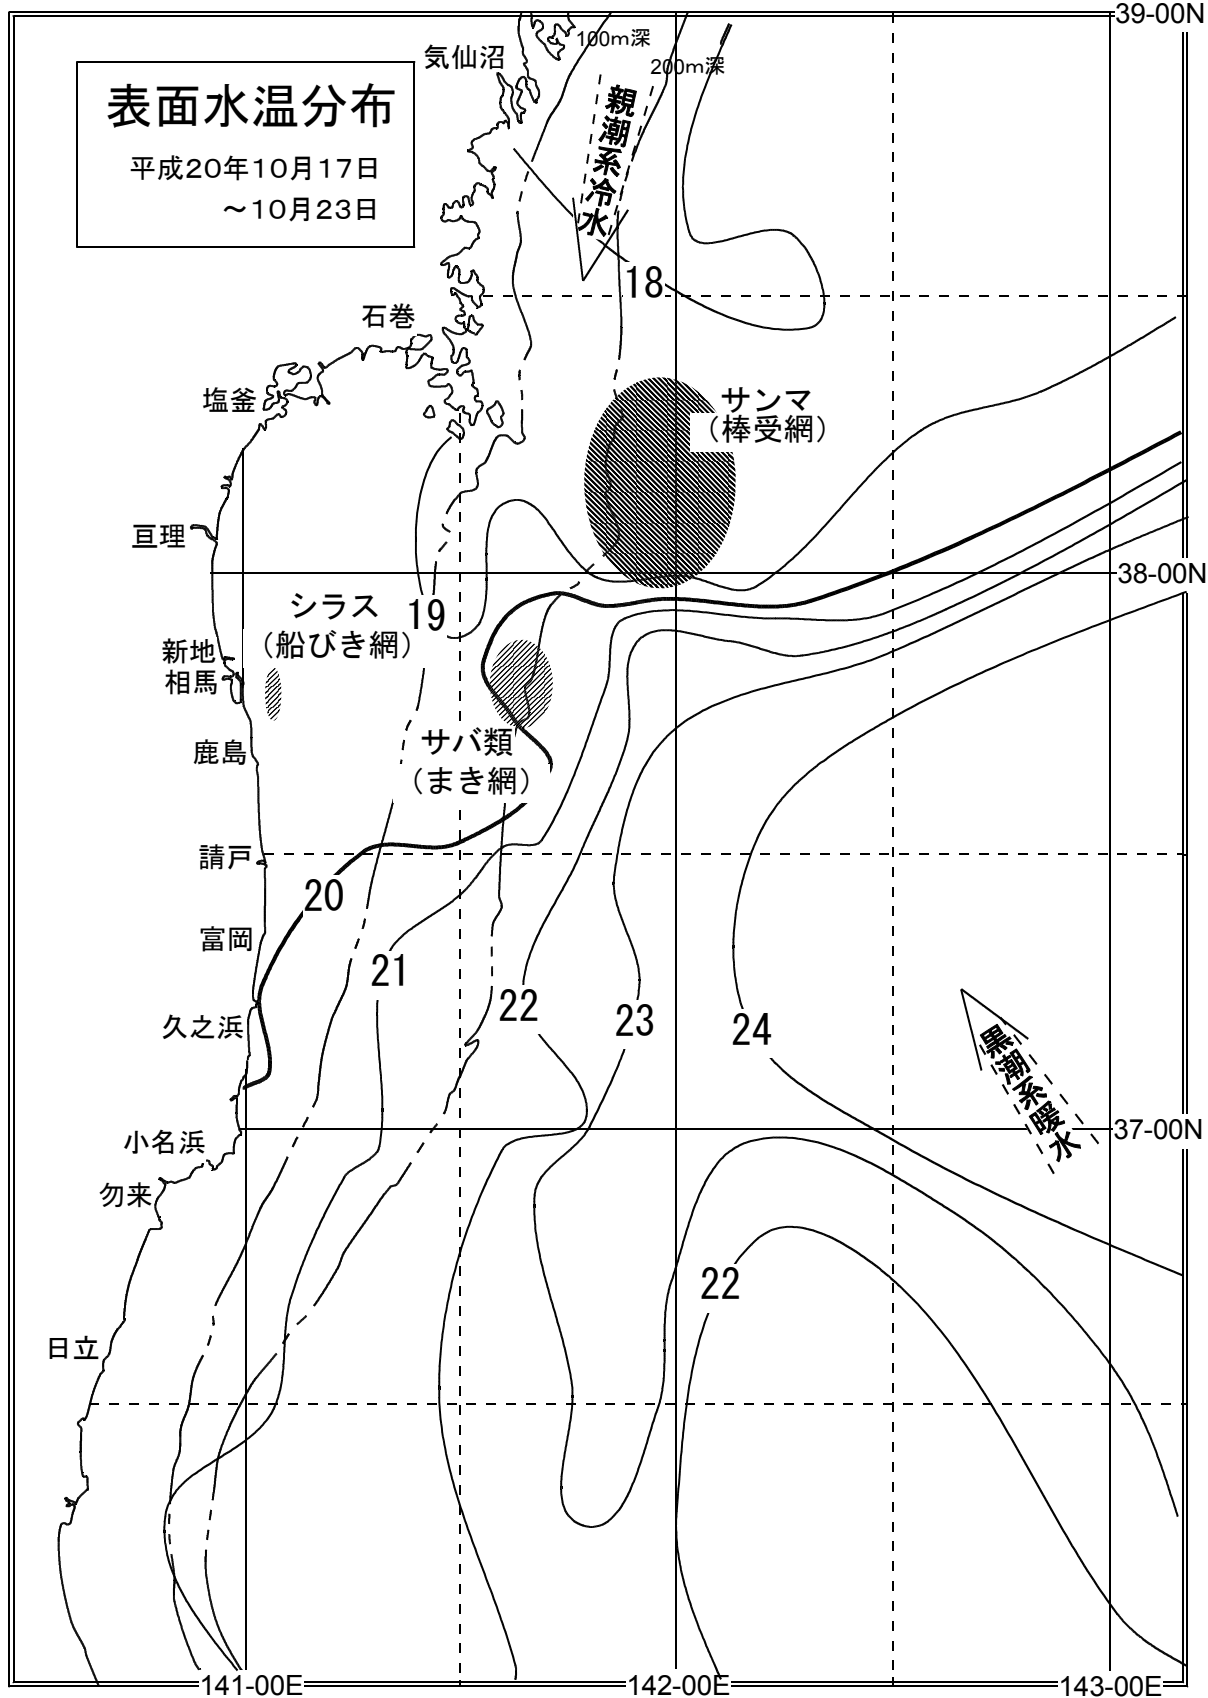 39-00N
100m深
気仙沼
200m深
表面水温分布
平成20年10月17日
～10月23日
親潮系冷水
18
石巻
塩釜
サンマ
（棒受網）
亘理
38-00N
シラス
（船びき網）
19
新地
相馬
鹿島
サバ類
（まき網）
請戸
20
富岡
21
22
23
24
久之浜
黒潮系暖水
37-00N
小名浜
勿来
22
日立
141-00E
142-00E
143-00E